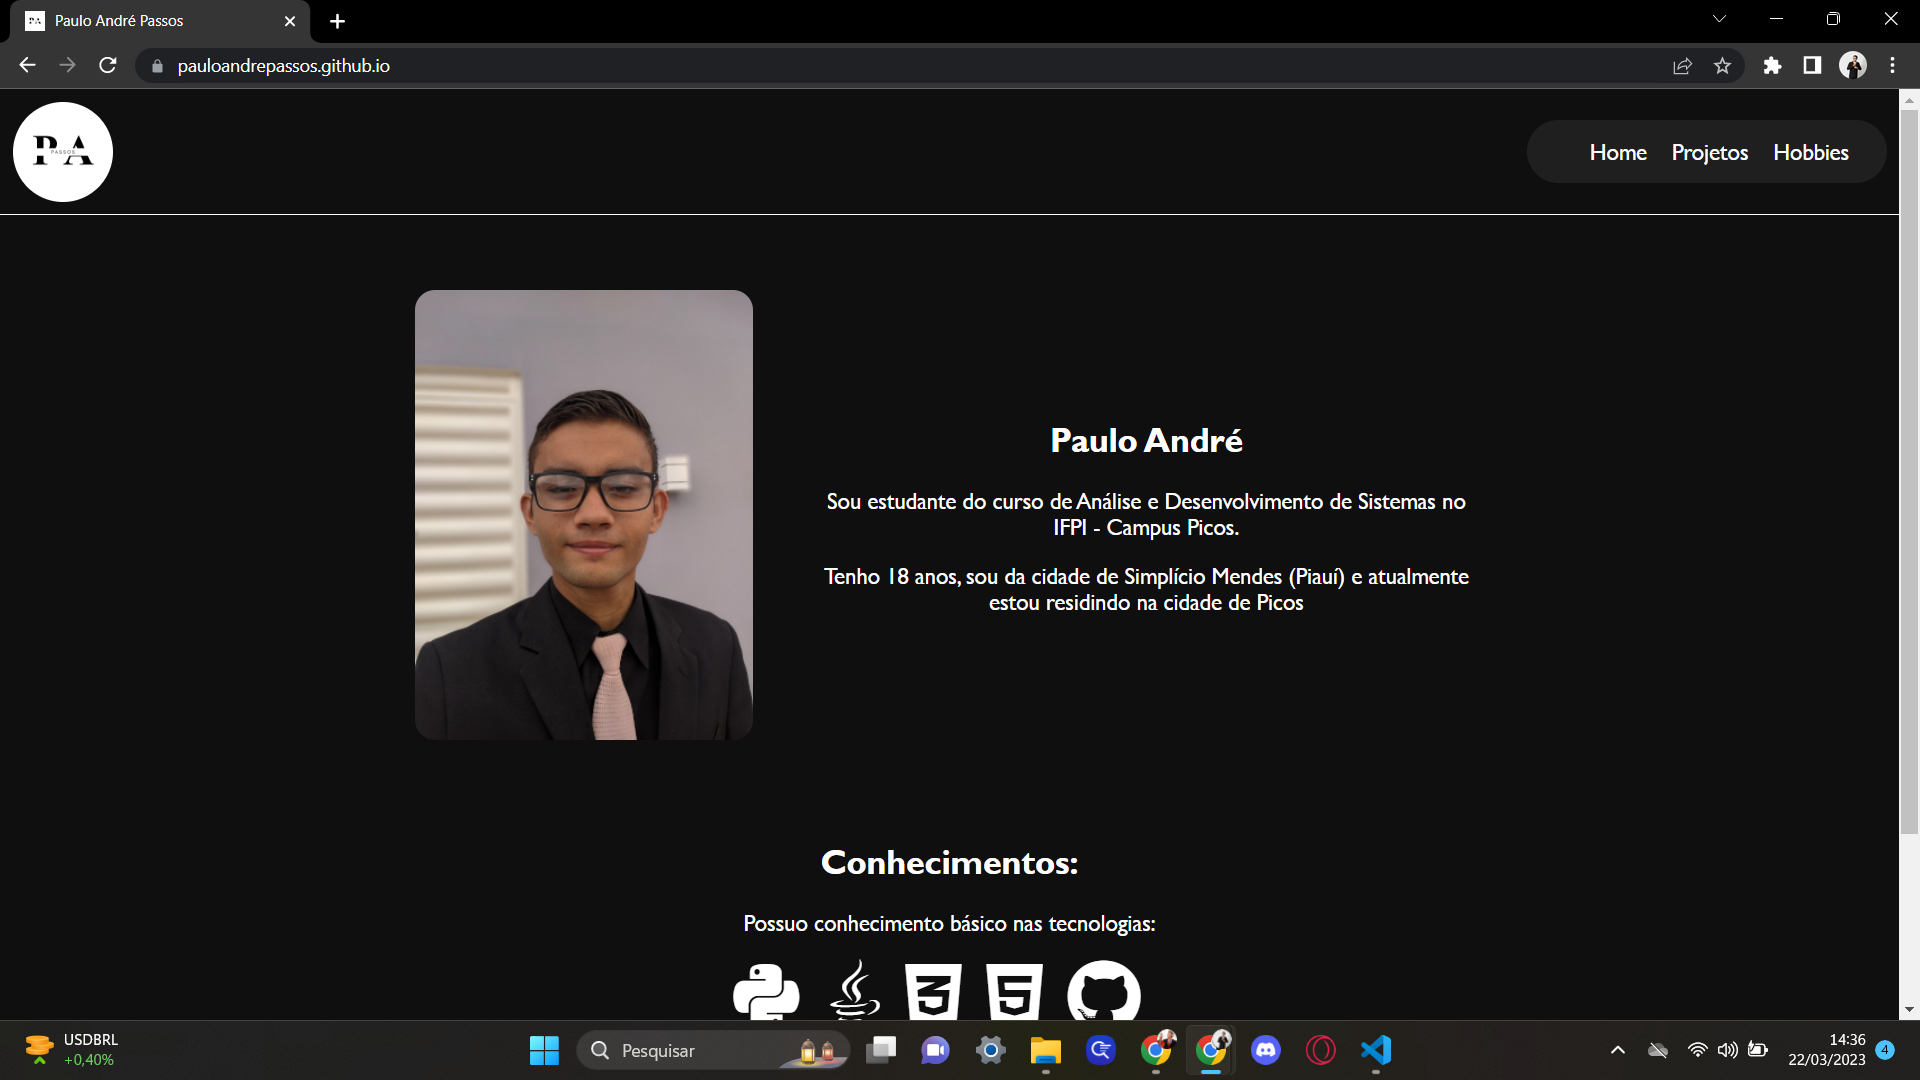 Paulo André Passos
pauloandrepassos.github.io
PA
PASSOS
Home Projetos Hobbies
Paulo André
Sou estudante do curso de Análise e Desenvolvimento de Sistemas no
IFPI - Campus Picos.
Tenho 18 anos, sou da cidade de Simplício Mendes (Piauí) e atualmente
estou residindo na cidade de Picos
Conhecimentos:
Possuo conhecimento básico nas tecnologias:
USDBRL
+0,40%
Pesquisar
14:36
22/03/2023
4